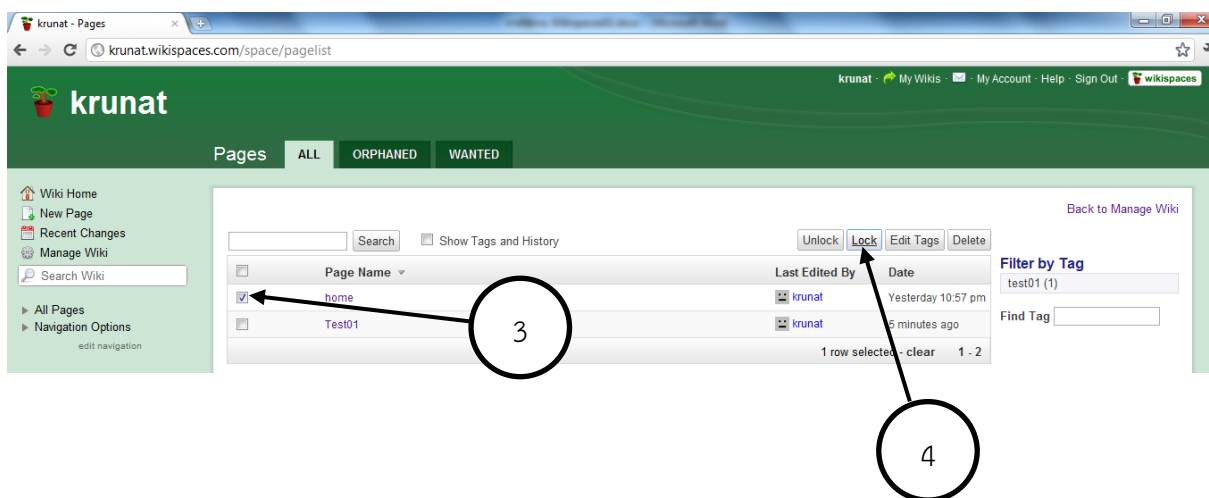 krunat - Pages
krunat.wikispaces.com/space/pagelist
krunat · My Wikis · · My Account · Help · Sign Out · wikispaces
krunat
Pages ALL ORPHANED WANTED
Wiki Home
New Page
Recent Changes
Manage Wiki
Search Wiki
All Pages
Navigation Options
edit navigation
Back to Manage Wiki
Search Show Tags and History Unlock Lock Edit Tags Delete
Page Name Last Edited By Date
home krunat Yesterday 10:57 pm
Test01 krunat 5 minutes ago
1 row selected - clear 1 - 2
Filter by Tag
test01 (1)
Find Tag
3
4